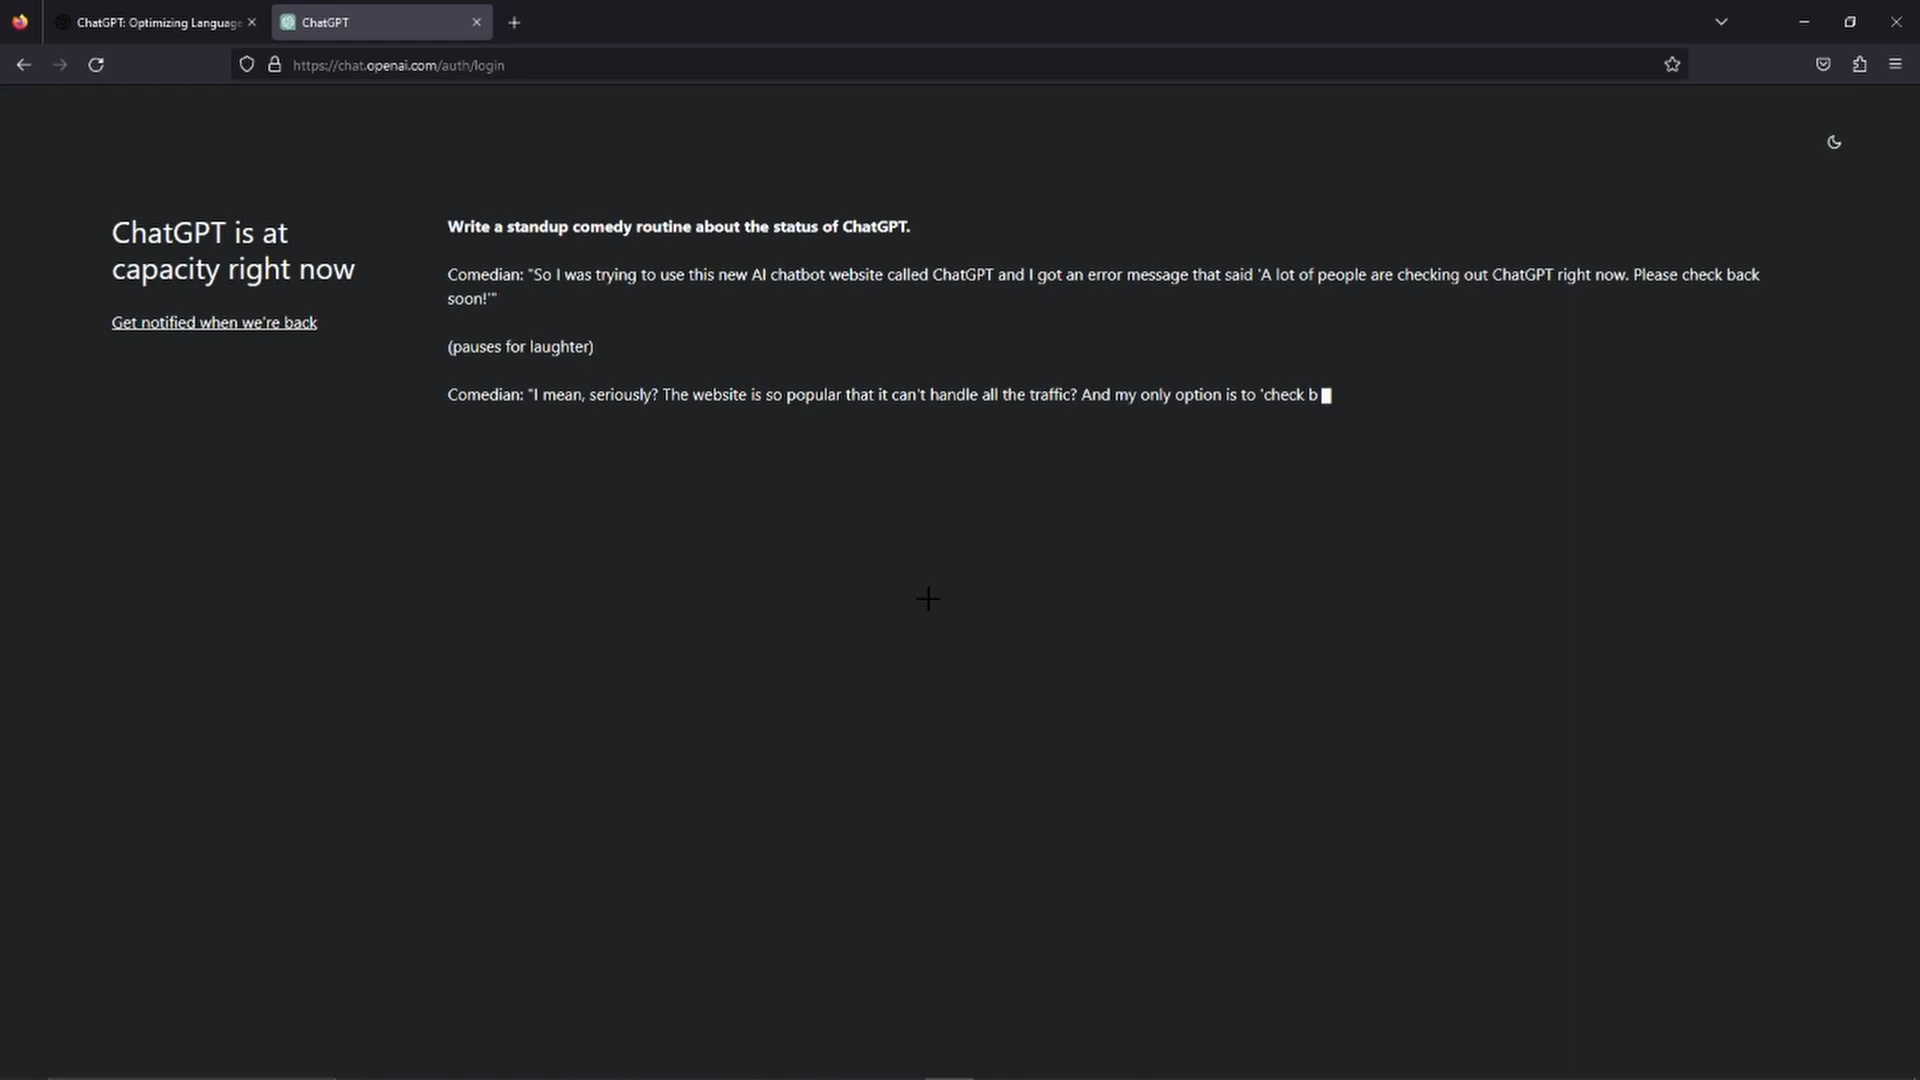 ChatGPT: Optimizing Language
ChatGPT
https://chat.openai.com/auth/login
ChatGPT is at
capacity right now
Get notified when we're back
Write a standup comedy routine about the status of ChatGPT.
Comedian: "So I was trying to use this new AI chatbot website called ChatGPT and I got an error message that said 'A lot of people are checking out ChatGPT right now. Please check back
soon!'"
(pauses for laughter)
Comedian: "I mean, seriously? The website is so popular that it can't handle all the traffic? And my only option is to 'check b